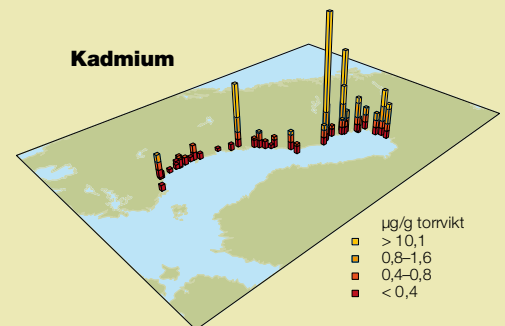 Kadmium
µg/g torrvikt
> 10,1
0,8–1,6
0,4–0,8
< 0,4